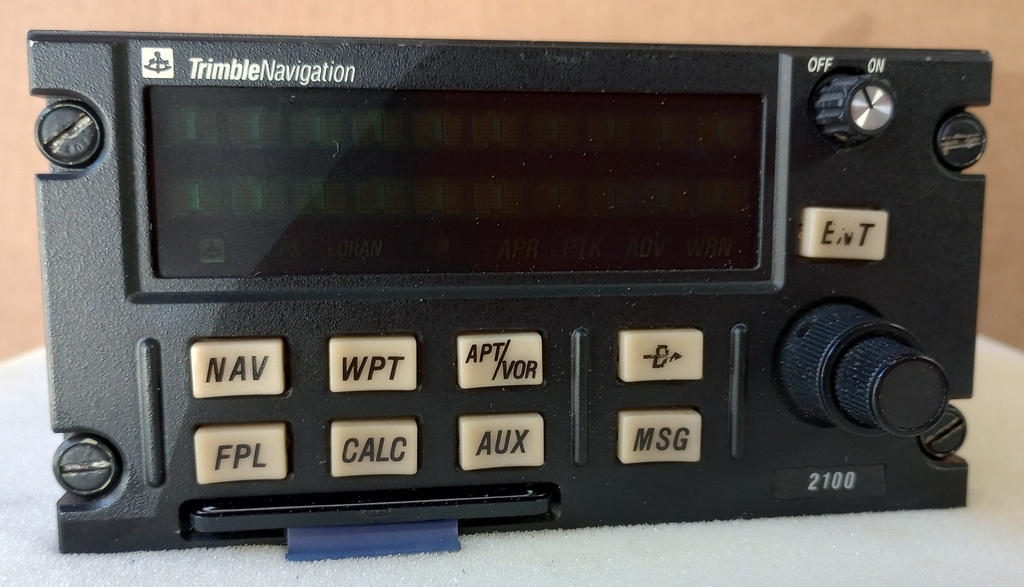 TrimbleNavigation
OFF ON
GPS LORAN APR PTK ADV WRN
ENT
NAV WPT APT/VOR D
FPL CALC AUX MSG
2100